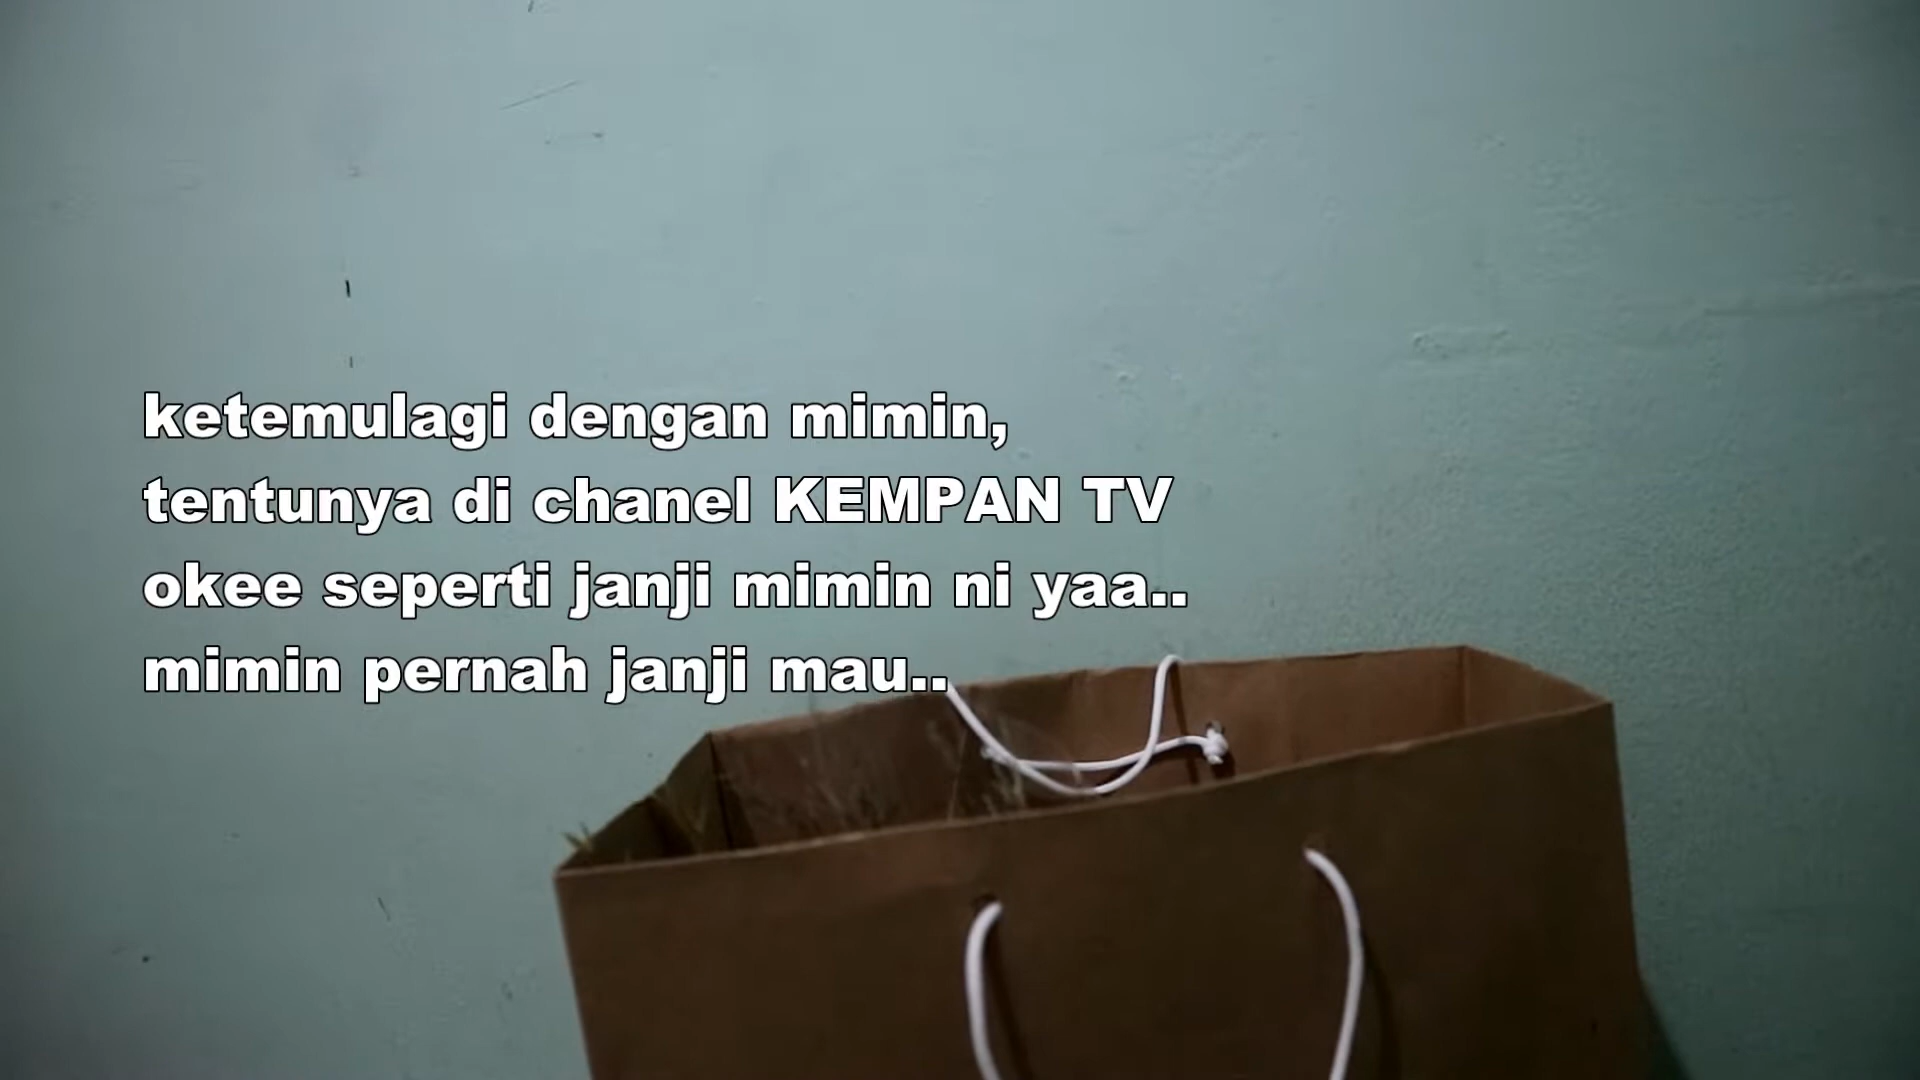 ketemulagi dengan mimin,
tentunya di chanel KEMPAN TV
okee seperti janji mimin ni yaa..
mimin pernah janji mau..